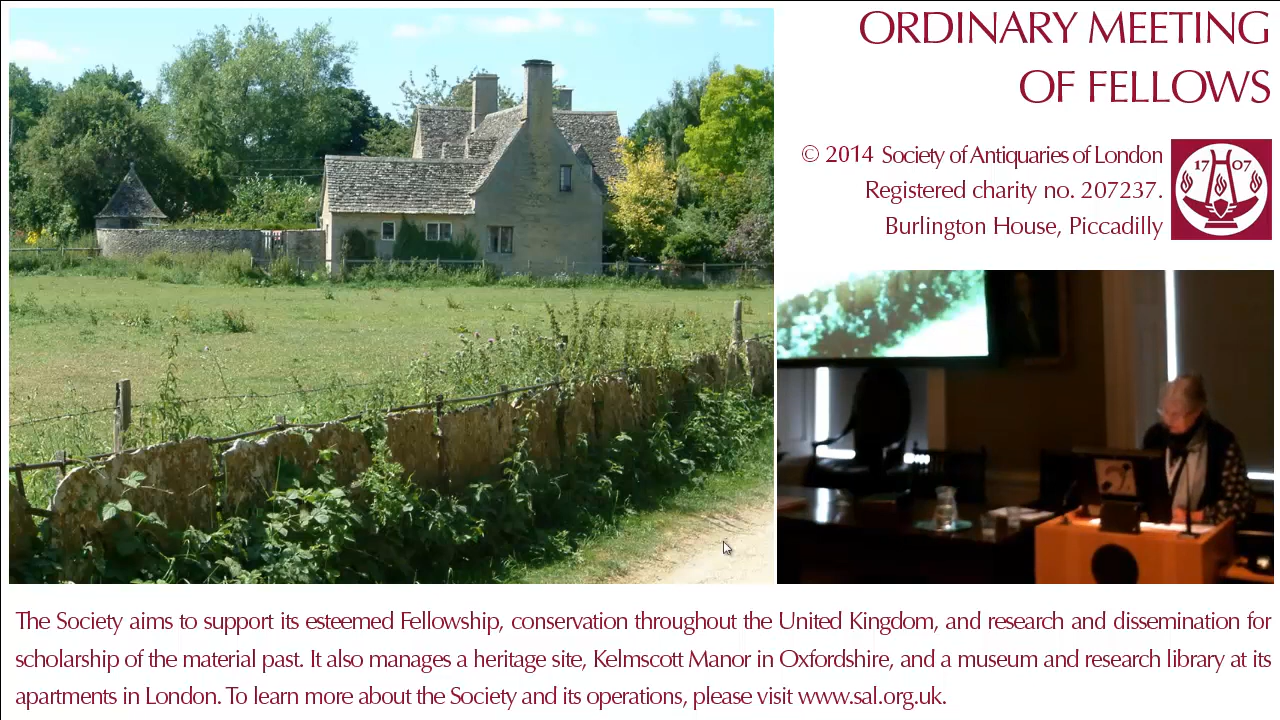 ORDINARY MEETING
OF FELLOWS
© 2014 Society of Antiquaries of London
Registered charity no. 207237.
Burlington House, Piccadilly
17 07
The Society aims to support its esteemed Fellowship, conservation throughout the United Kingdom, and research and dissemination for
scholarship of the material past. It also manages a heritage site, Kelmscott Manor in Oxfordshire, and a museum and research library at its
apartments in London. To learn more about the Society and its operations, please visit www.sal.org.uk.